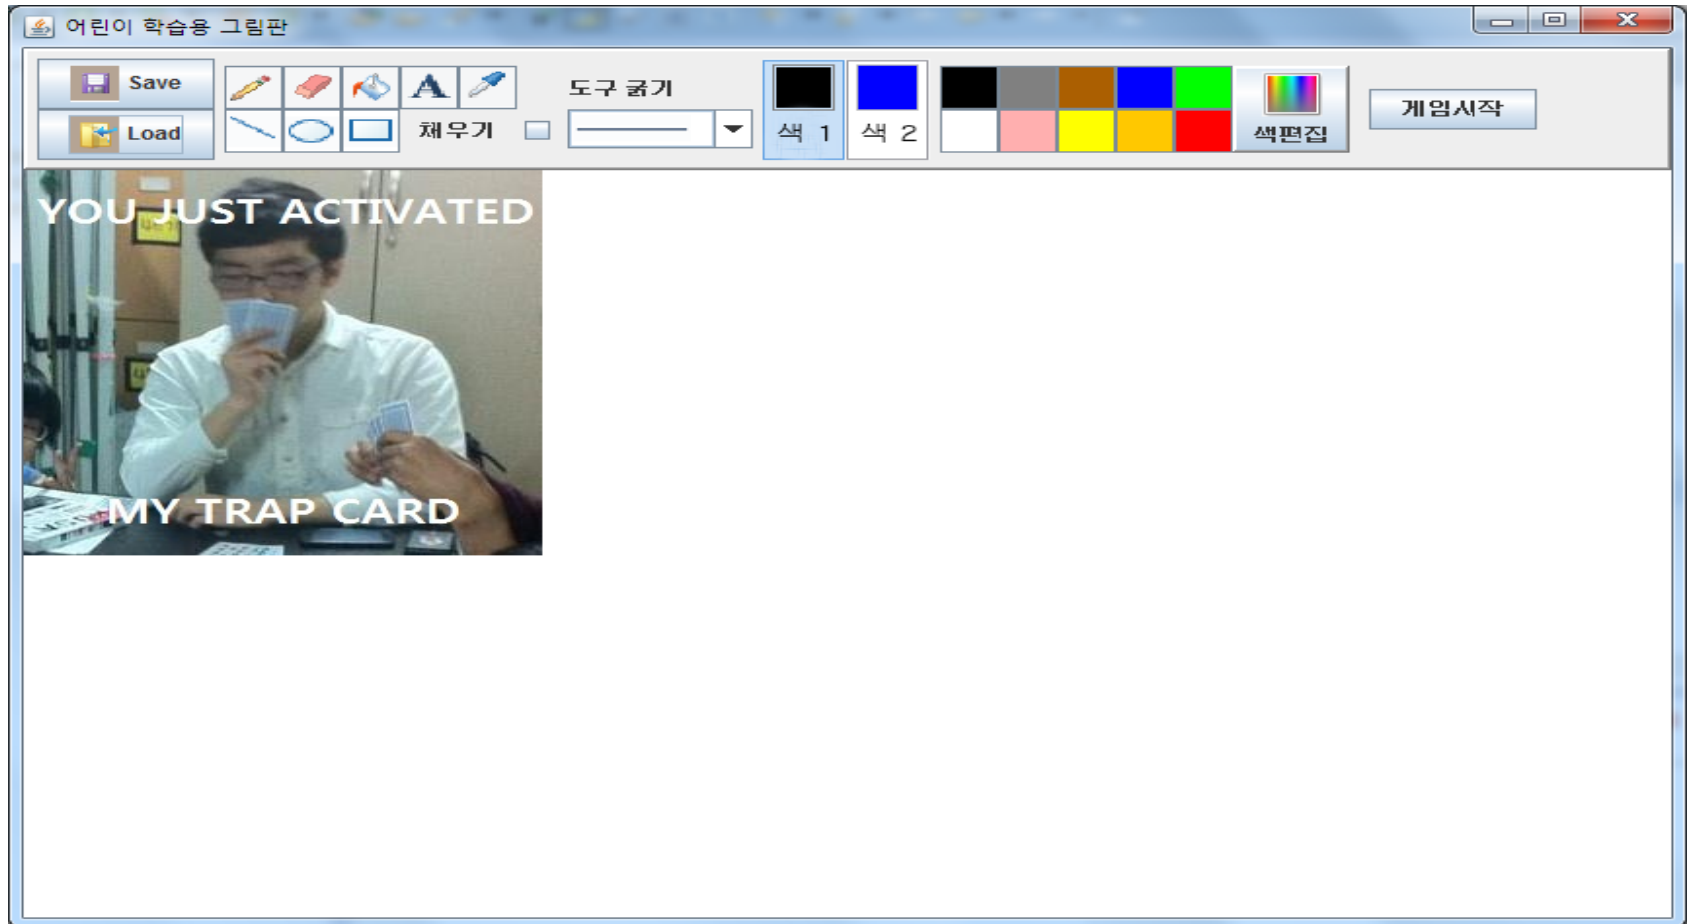 어린이 학습용 그림판
Save
Load
A
채우기
도구 굵기
색 1
색 2
색편집
게임시작
YOU JUST ACTIVATED
MY TRAP CARD